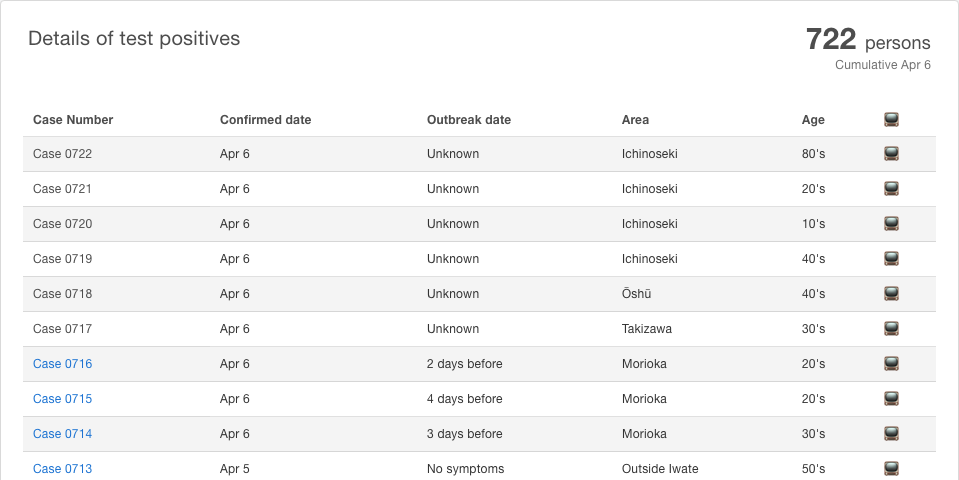 Details of test positives
722 persons
Cumulative Apr 6
Case Number Confirmed date Outbreak date Area Age
Case 0722 Apr 6 Unknown Ichinoseki 80's
Case 0721 Apr 6 Unknown Ichinoseki 20's
Case 0720 Apr 6 Unknown Ichinoseki 10's
Case 0719 Apr 6 Unknown Ichinoseki 40's
Case 0718 Apr 6 Unknown Ōshū 40's
Case 0717 Apr 6 Unknown Takizawa 30's
Case 0716 Apr 6 2 days before Morioka 20's
Case 0715 Apr 6 4 days before Morioka 20's
Case 0714 Apr 6 3 days before Morioka 30's
Case 0713 Apr 5 No symptoms Outside Iwate 50's